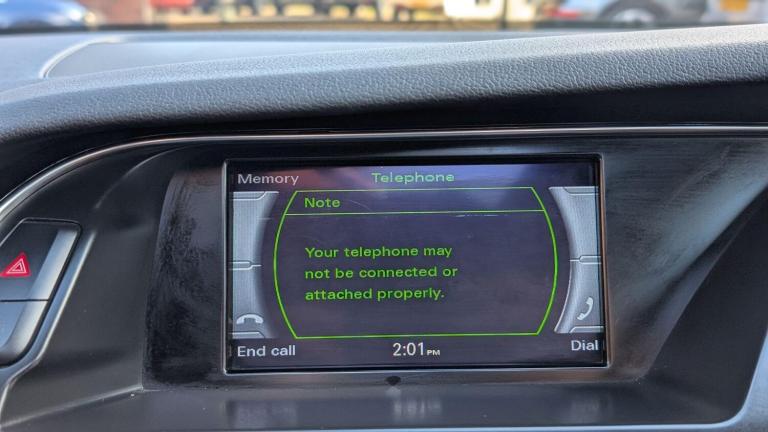 Memory
Telephone
Note
Your telephone may
not be connected or
attached properly.
End call
2:01PM
Dial